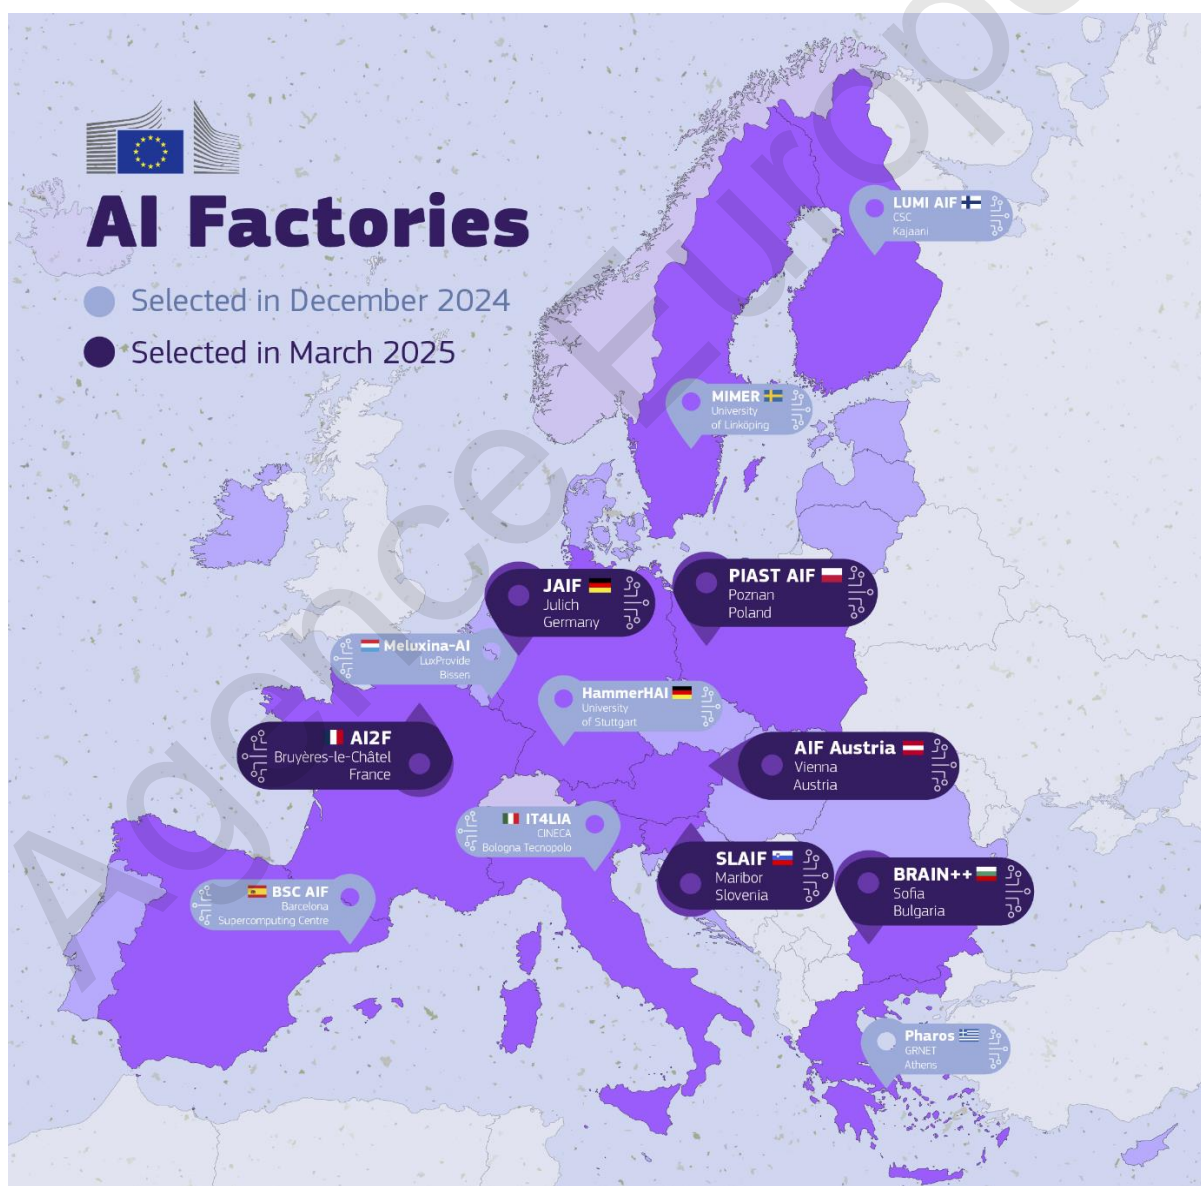 AI Factories
Selected in December 2024
Selected in March 2025
LUMI AIF
CSC
Kajaani
MIMER
University
of Linköping
JAIF
Julich
Germany
PIAST AIF
Poznan
Poland
Meluxina-AI
LuxProvide
Bissen
HammerHAI
University
of Stuttgart
AI2F
Bruyères-le-Châtel
France
AIF Austria
Vienna
Austria
IT4LIA
CINECA
Bologna Tecnopolo
SLAIF
Maribor
Slovenia
BRAIN++
Sofia
Bulgaria
BSC AIF
Barcelona
Supercomputing Centre
Pharos
GRNET
Athens
Agence Europe